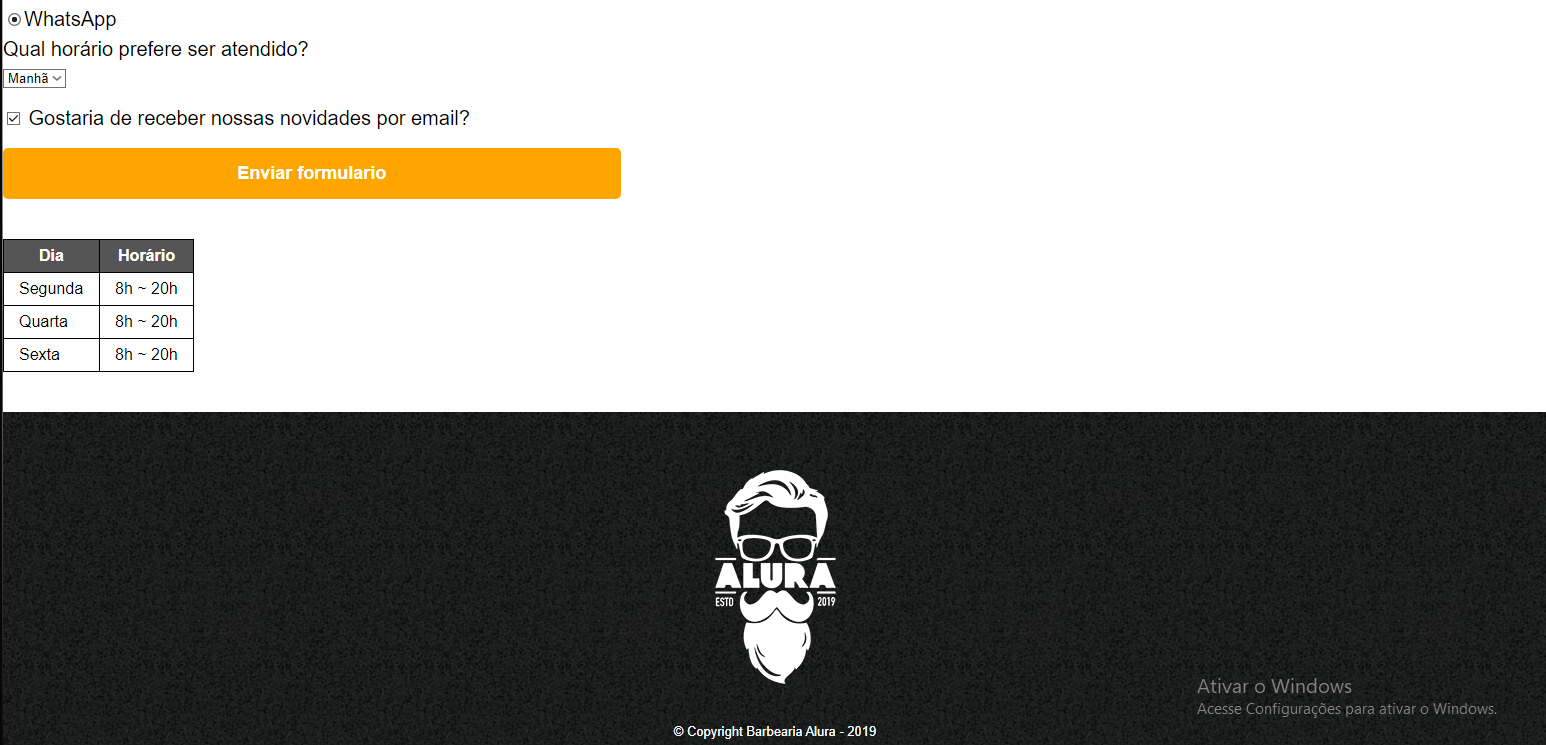 WhatsApp
Qual horário prefere ser atendido?
Manhã
Gostaria de receber nossas novidades por email?
Enviar formulario
Dia Horário
Segunda 8h ~ 20h
Quarta 8h ~ 20h
Sexta 8h ~ 20h
ALURA
ESTD 2019
Ativar o Windows
Acesse Configurações para ativar o Windows.
© Copyright Barbearia Alura - 2019